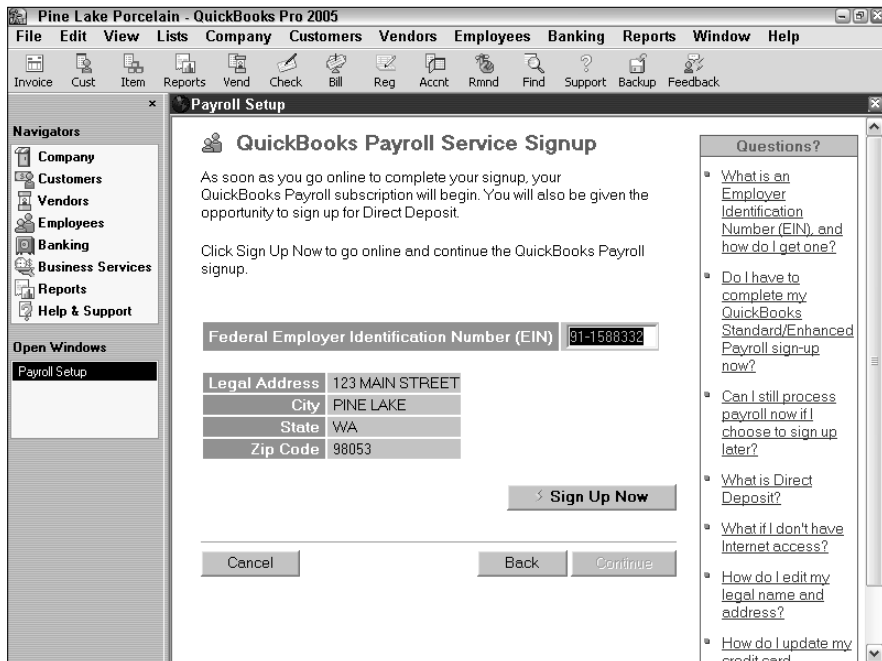 Pine Lake Porcelain - QuickBooks Pro 2005
File Edit View Lists Company Customers Vendors Employees Banking Reports Window Help
Invoice Cust Item Reports Vend Check Bill Reg Accnt Rmnd Find Support Backup Feedback
Payroll Setup
Navigators
Company
Customers
Vendors
Employees
Banking
Business Services
Reports
Help & Support
Open Windows
Payroll Setup
QuickBooks Payroll Service Signup
As soon as you go online to complete your signup, your
QuickBooks Payroll subscription will begin. You will also be given the
opportunity to sign up for Direct Deposit.
Click Sign Up Now to go online and continue the QuickBooks Payroll
signup.
Federal Employer Identification Number (EIN) 91-1588332
Legal Address 123 MAIN STREET
City PINE LAKE
State WA
Zip Code 98053
Sign Up Now
Cancel
Back
Continue
Questions?
What is an
Employer
Identification
Number (EIN), and
how do I get one?
Do I have to
complete my
QuickBooks
Standard/Enhanced
Payroll sign-up
now?
Can I still process
payroll now if I
choose to sign up
later?
What is Direct
Deposit?
What if I don't have
Internet access?
How do I edit my
legal name and
address?
How do I update my
credit card